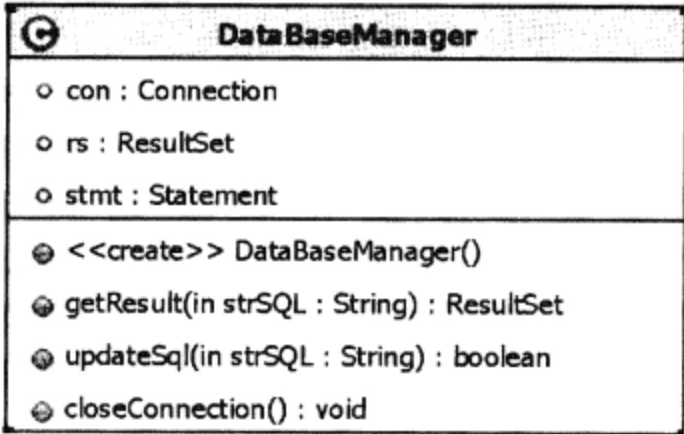 C DataBaseManager
con : Connection
rs : ResultSet
stmt : Statement
<<create>> DataBaseManager()
getResult(in strSQL : String) : ResultSet
updateSql(in strSQL : String) : boolean
closeConnection() : void